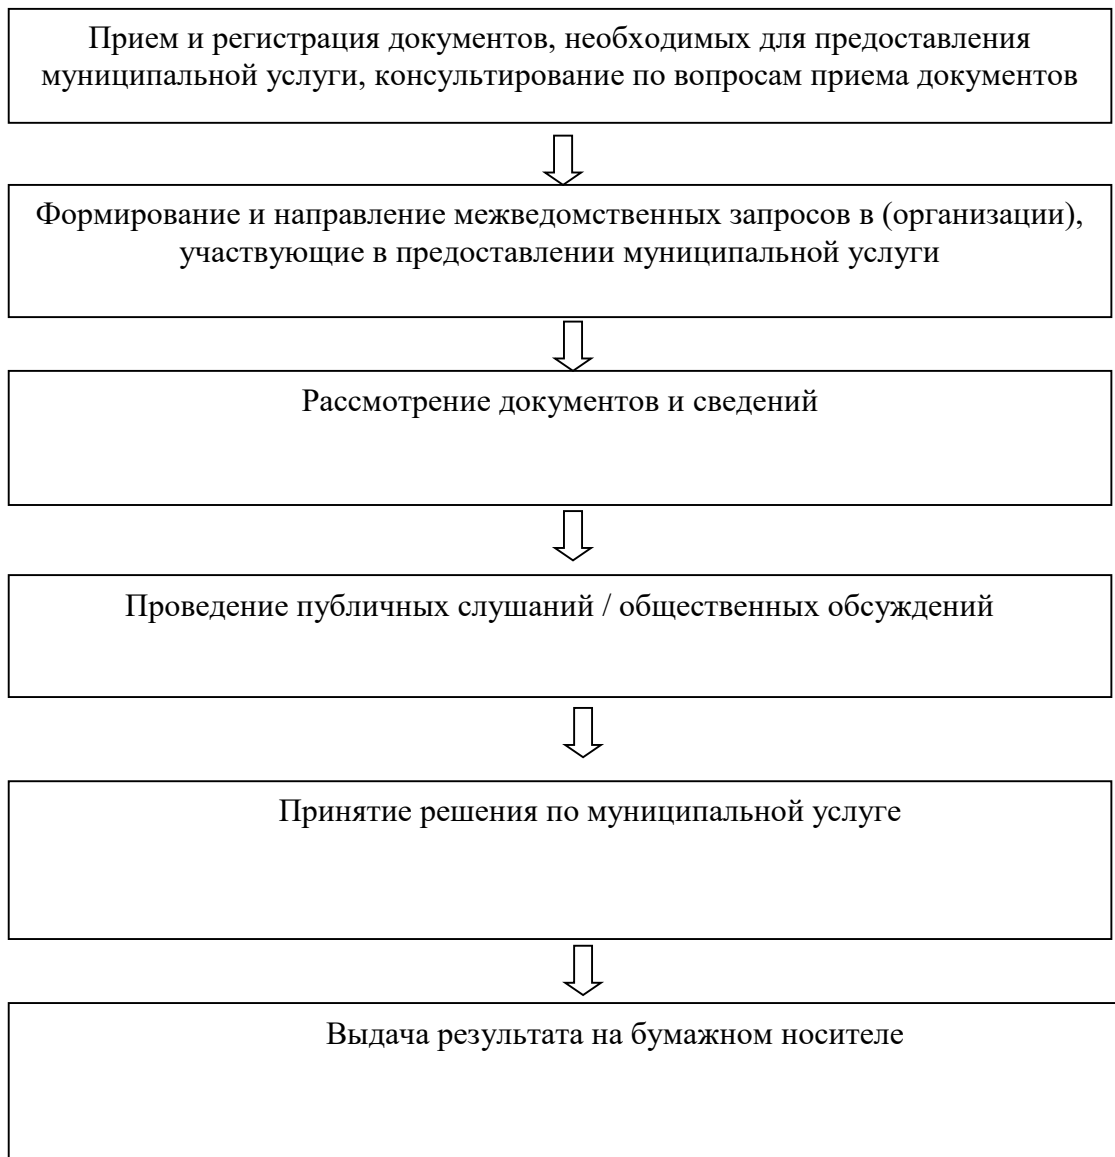 Прием и регистрация документов, необходимых для предоставления
муниципальной услуги, консультирование по вопросам приема документов
Формирование и направление межведомственных запросов в (организации),
участвующие в предоставлении муниципальной услуги
Рассмотрение документов и сведений
Проведение публичных слушаний / общественных обсуждений
Принятие решения по муниципальной услуге
Выдача результата на бумажном носителе